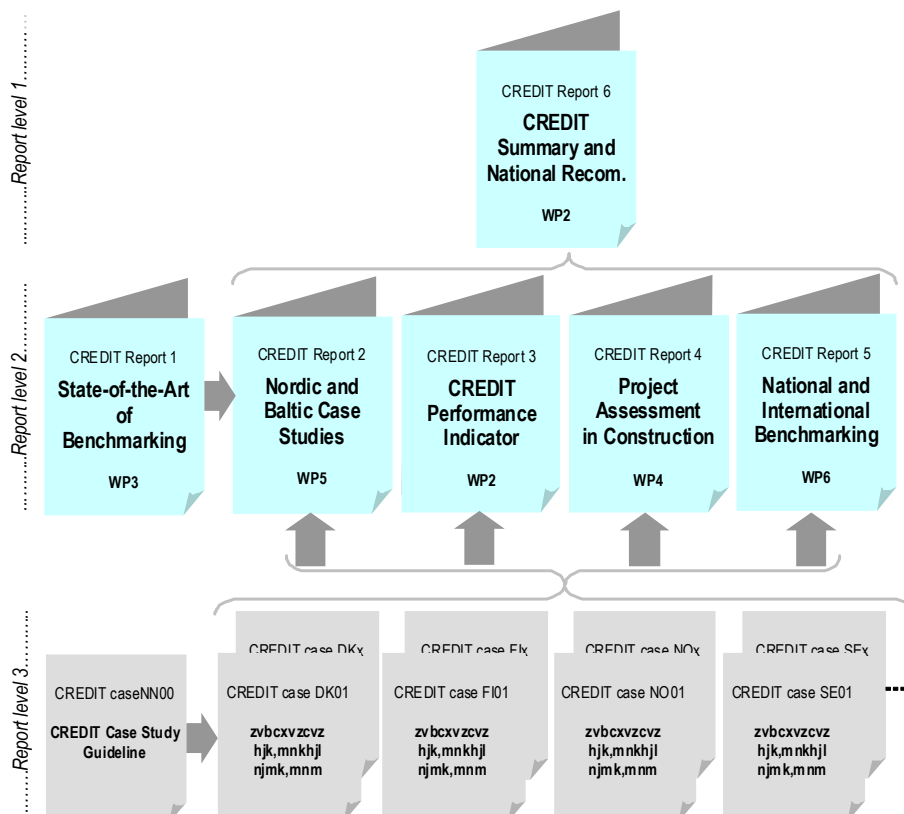 Report level 1
CREDIT Report 6
CREDIT
Summary and
National Recom.
WP2
Report level 2
CREDIT Report 1
State-of-the-Art
of
Benchmarking
WP3
CREDIT Report 2
Nordic and
Baltic Case
Studies
WP5
CREDIT Report 3
CREDIT
Performance
Indicator
WP2
CREDIT Report 4
Project
Assessment
in Construction
WP4
CREDIT Report 5
National and
International
Benchmarking
WP6
Report level 3
CREDIT caseNN00
CREDIT Case Study
Guideline
CREDIT case DKx
CREDIT case DK01
zvbcxvzcvz
hjk,mnkhjl
njmk,mnm
CREDIT case FIx
CREDIT case FI01
zvbcxvzcvz
hjk,mnkhjl
njmk,mnm
CREDIT case NOx
CREDIT case NO01
zvbcxvzcvz
hjk,mnkhjl
njmk,mnm
CREDIT case SEx
CREDIT case SE01
zvbcxvzcvz
hjk,mnkhjl
njmk,mnm